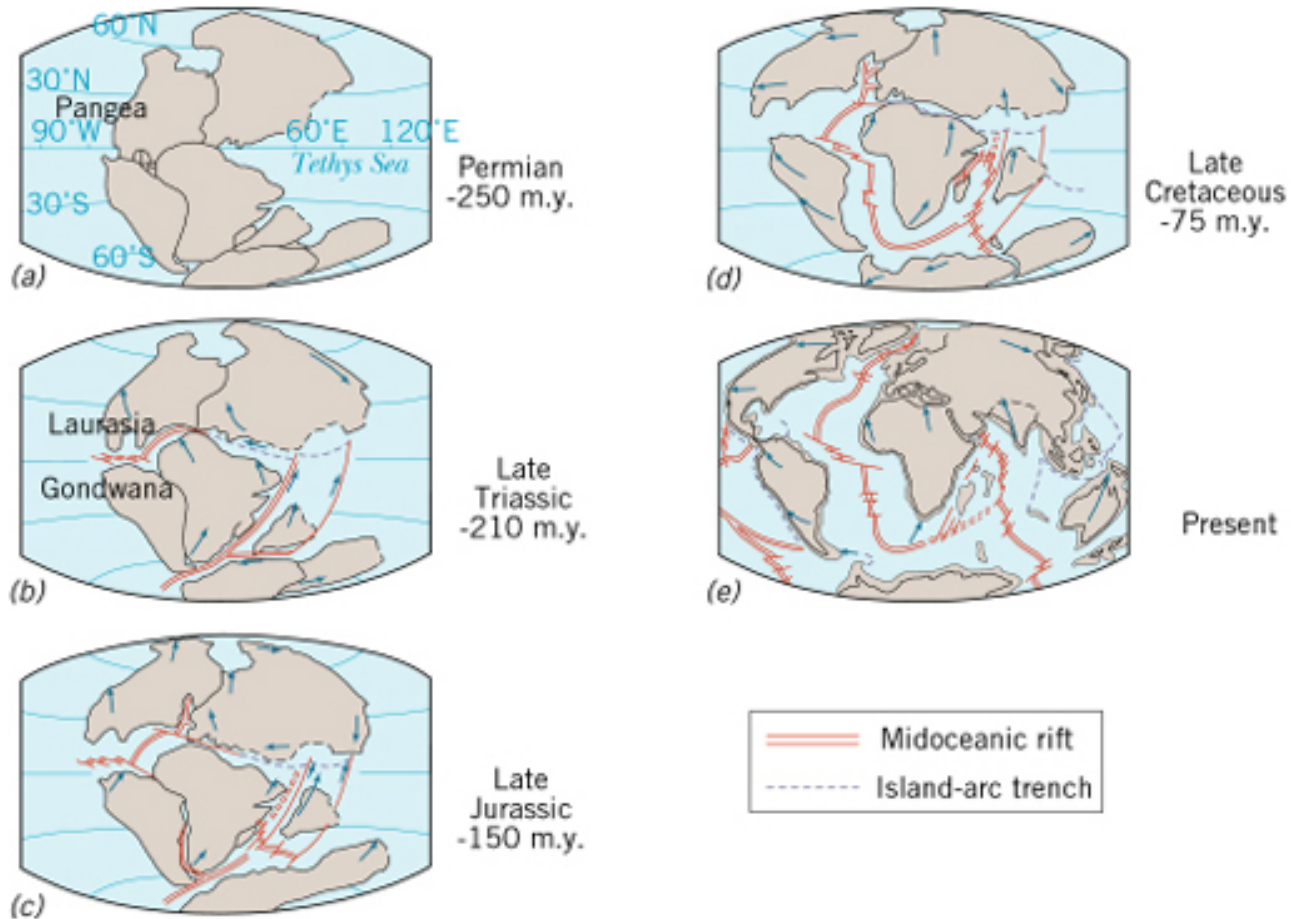 60°N
30°N
Pangea
90°W
60°E 120°E
Tethys Sea
30°S
60°S
(a)
Permian
-250 m.y.
Laurasia
Gondwana
(b)
Late
Triassic
-210 m.y.
(c)
Late
Jurassic
-150 m.y.
(d)
Late
Cretaceous
-75 m.y.
(e)
Present
Midoceanic rift
Island-arc trench